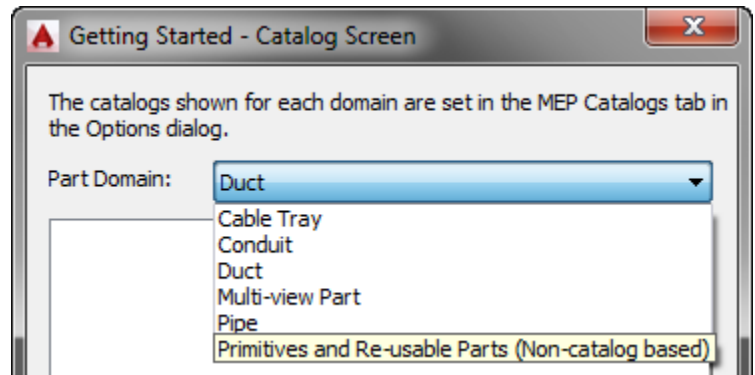 Getting Started - Catalog Screen
The catalogs shown for each domain are set in the MEP Catalogs tab in
the Options dialog.
Part Domain: Duct
Cable Tray
Conduit
Duct
Multi-view Part
Pipe
Primitives and Re-usable Parts (Non-catalog based)